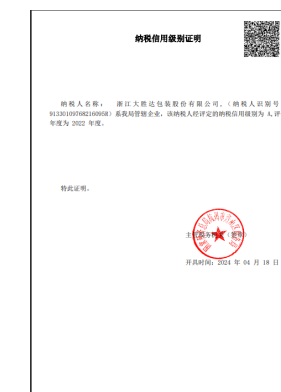 纳税信用级别证明
纳税人名称： 浙江大胜达包装股份有限公司，（纳税人识别号
91330109768216095R）系我局管辖企业，该纳税人经评定的纳税信用级别为 A,评
年度为 2022 年度。
特此证明。
主管税务机关（签章）
开具时间：2024 年 04 月 18 日